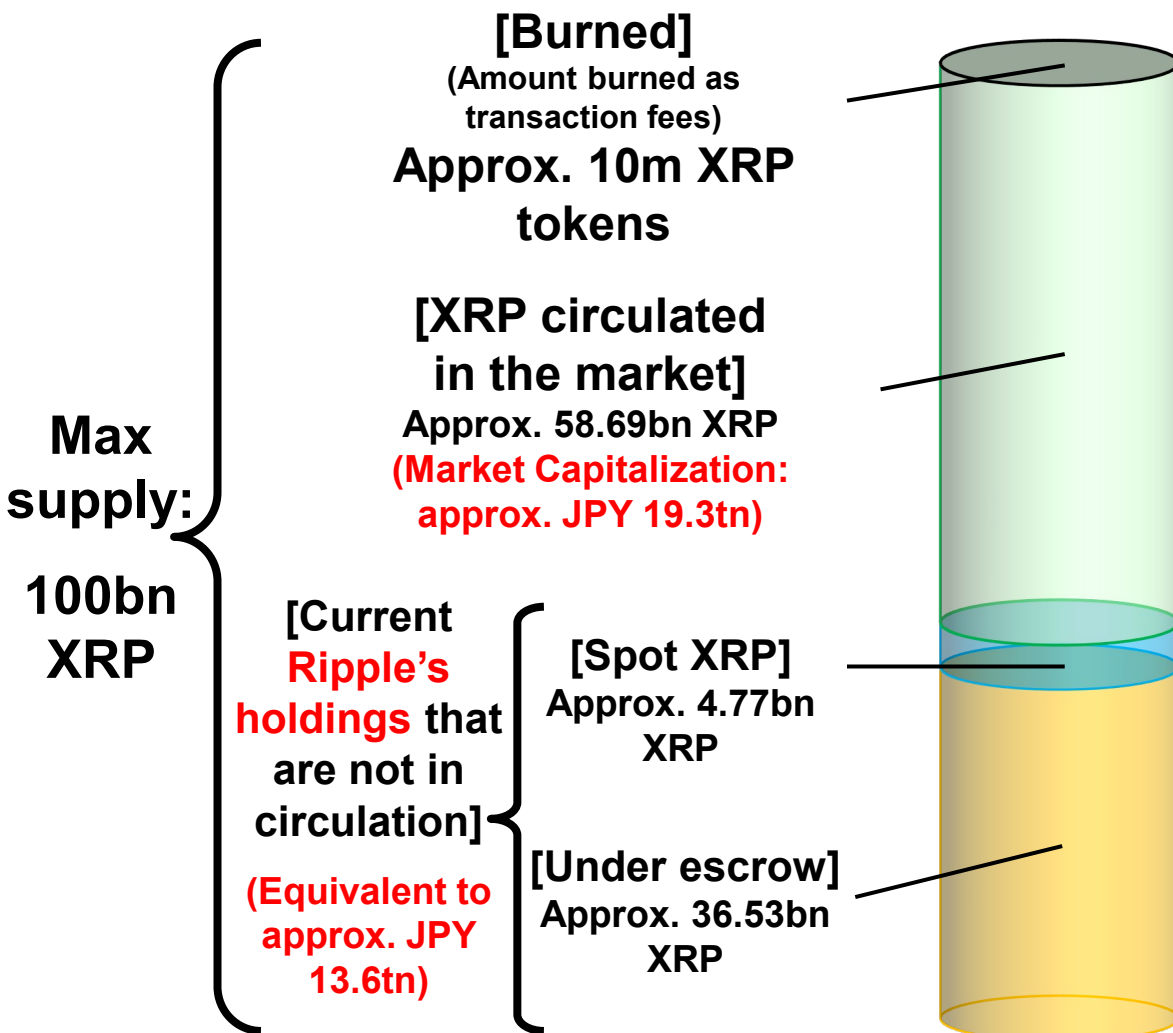 [Burned]
(Amount burned as
transaction fees)
Approx. 10m XRP
tokens
[XRP circulated
in the market]
Approx. 58.69bn XRP
(Market Capitalization:
approx. JPY 19.3tn)
Max
supply:
100bn
XRP
[Current
Ripple's
holdings that
are not in
circulation]
(Equivalent to
approx. JPY
13.6tn)
[Spot XRP]
Approx. 4.77bn
XRP
[Under escrow]
Approx. 36.53bn
XRP